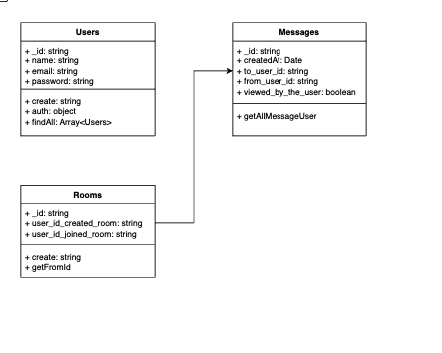 Users
+ _id: string
+ name: string
+ email: string
+ password: string
+ create: string
+ auth: object
+ findAll: Array<Users>
Messages
+ _id: string
+ createdAt: Date
+ to_user_id: string
+ from_user_id: string
+ viewed_by_the_user: boolean
+ getAllMessageUser
Rooms
+ _id: string
+ user_id_created_room: string
+ user_id_joined_room: string
+ create: string
+ getFromId